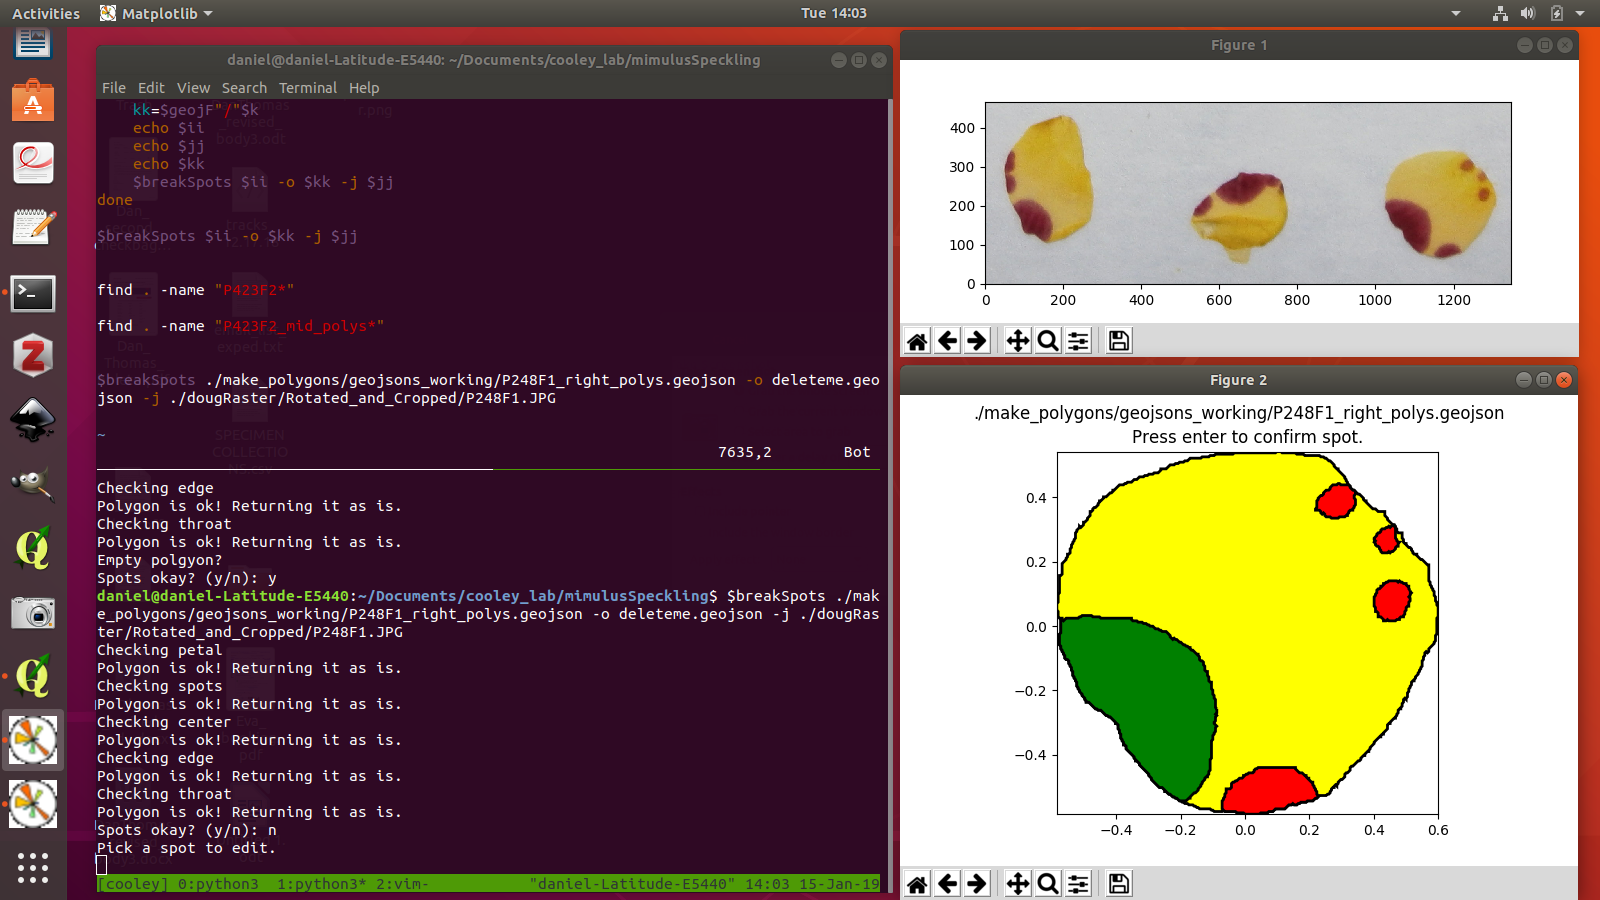 Activities
Matplotlib
Tue 14:03
daniel@daniel-Latitude-E5440: ~/Documents/cooley_lab/mimulusSpeckling
File Edit View Search Terminal Help
kk=$geojF"/"$k
echo $ii
echo $jj
echo $kk
$breakSpots $ii -o $kk -j $jj
done
$breakSpots $ii -o $kk -j $jj
find . -name "P423F2*"
find . -name "P423F2_mid_polys*"
$breakSpots ./make_polygons/geojsons_working/P248F1_right_polys.geojson -o deleteme.geo
json -j ./dougRaster/Rotated_and_Cropped/P248F1.JPG
~
7635,2 Bot
Checking edge
Polygon is ok! Returning it as is.
Checking throat
Polygon is ok! Returning it as is.
Empty polgyon?
Spots okay? (y/n): y
daniel@daniel-Latitude-E5440:~/Documents/cooley_lab/mimulusSpeckling$ $breakSpots ./mak
e_polygons/geojsons_working/P248F1_right_polys.geojson -o deleteme.geojson -j ./dougRas
ter/Rotated_and_Cropped/P248F1.JPG
Checking petal
Polygon is ok! Returning it as is.
Checking spots
Polygon is ok! Returning it as is.
Checking center
Polygon is ok! Returning it as is.
Checking edge
Polygon is ok! Returning it as is.
Checking throat
Polygon is ok! Returning it as is.
Spots okay? (y/n): n
Pick a spot to edit.
[cooley] 0:python3 1:python3* 2:vim- "daniel-Latitude-E5440" 14:03 15-Jan-19
Figure 1
400
300
200
100
0
0 200 400 600 800 1000 1200
Figure 2
./make_polygons/geojsons_working/P248F1_right_polys.geojson
Press enter to confirm spot.
0.4
0.2
0.0
−0.2
−0.4
−0.4 −0.2 0.0 0.2 0.4 0.6